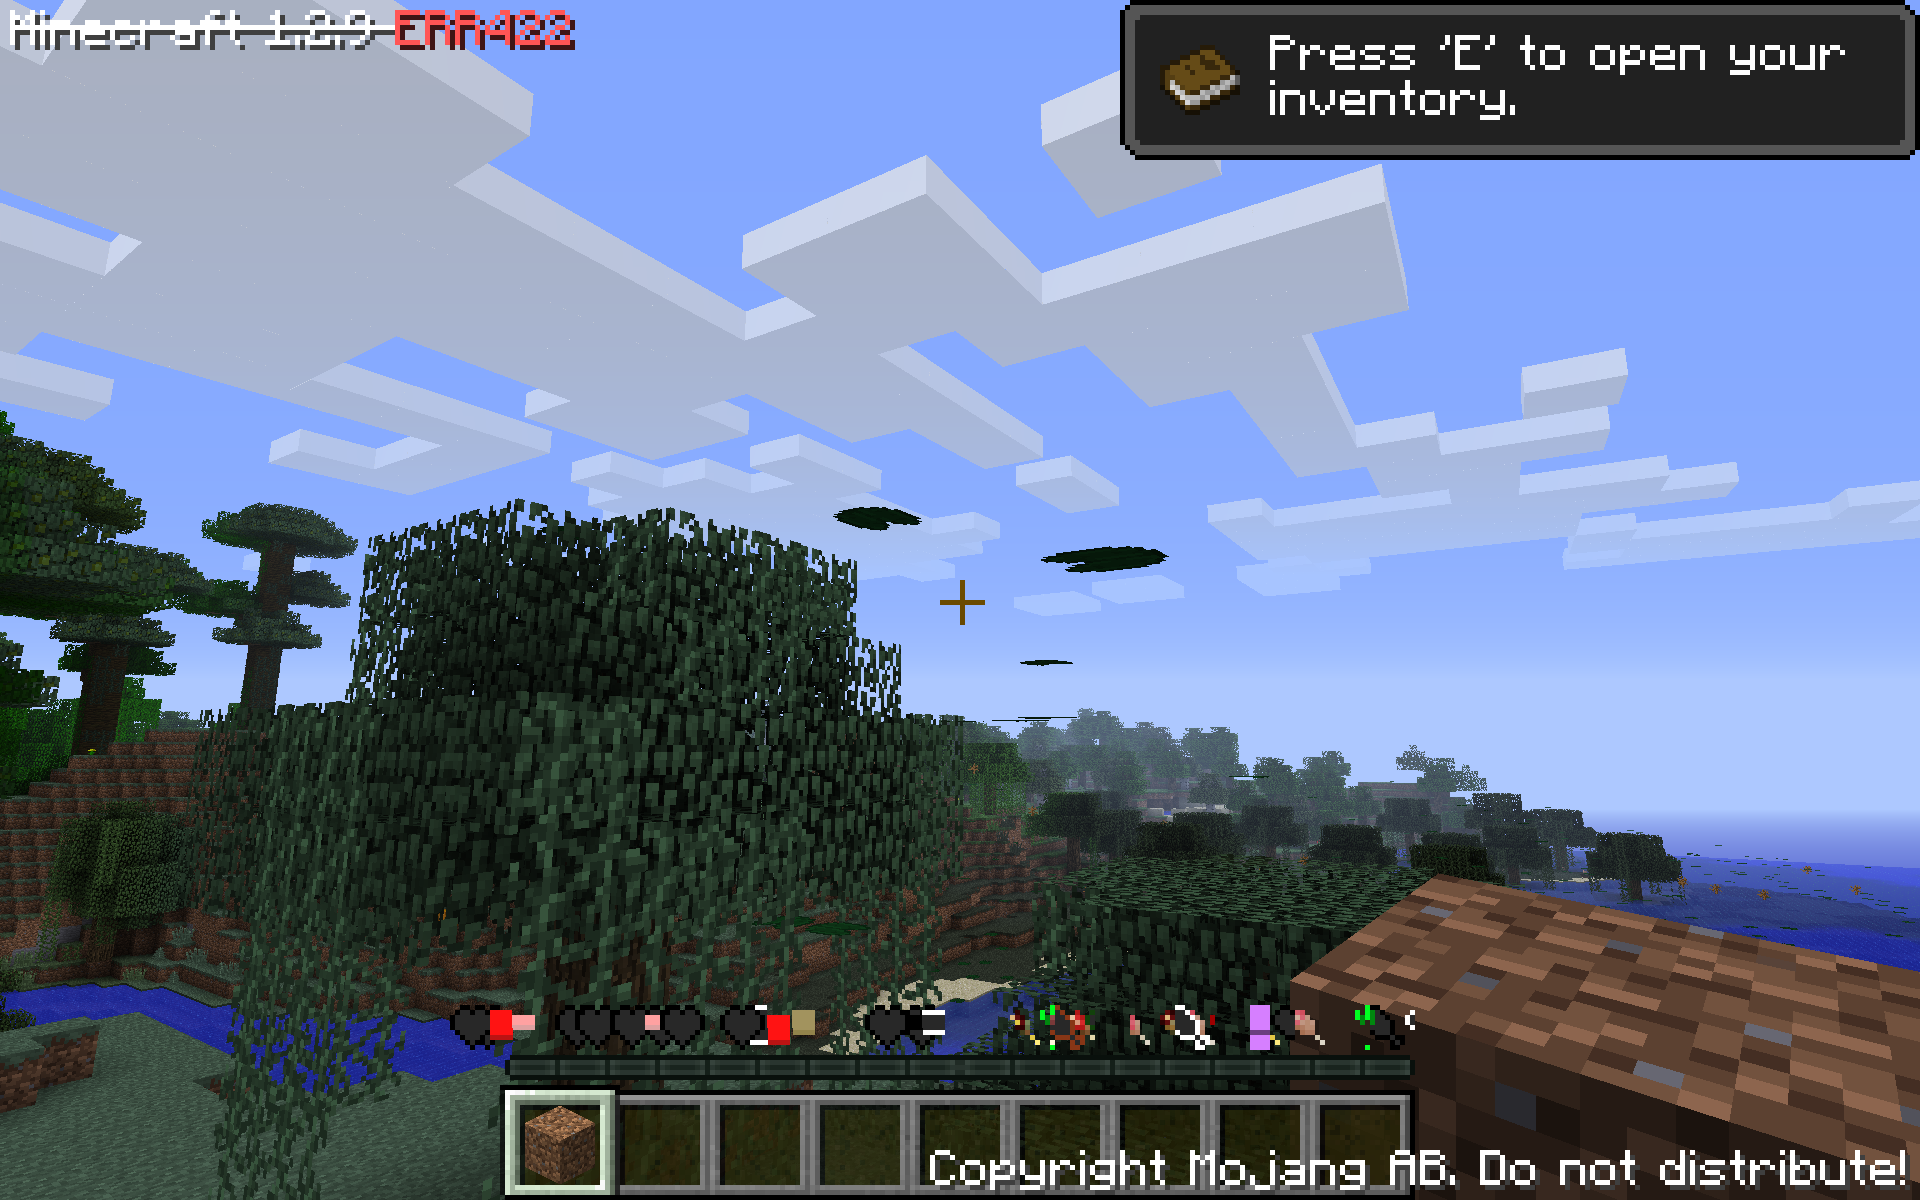 Minecraft 1.2.9 ERR422
Press 'E' to open your
inventory.
Copyright Mojang AB. Do not distribute!